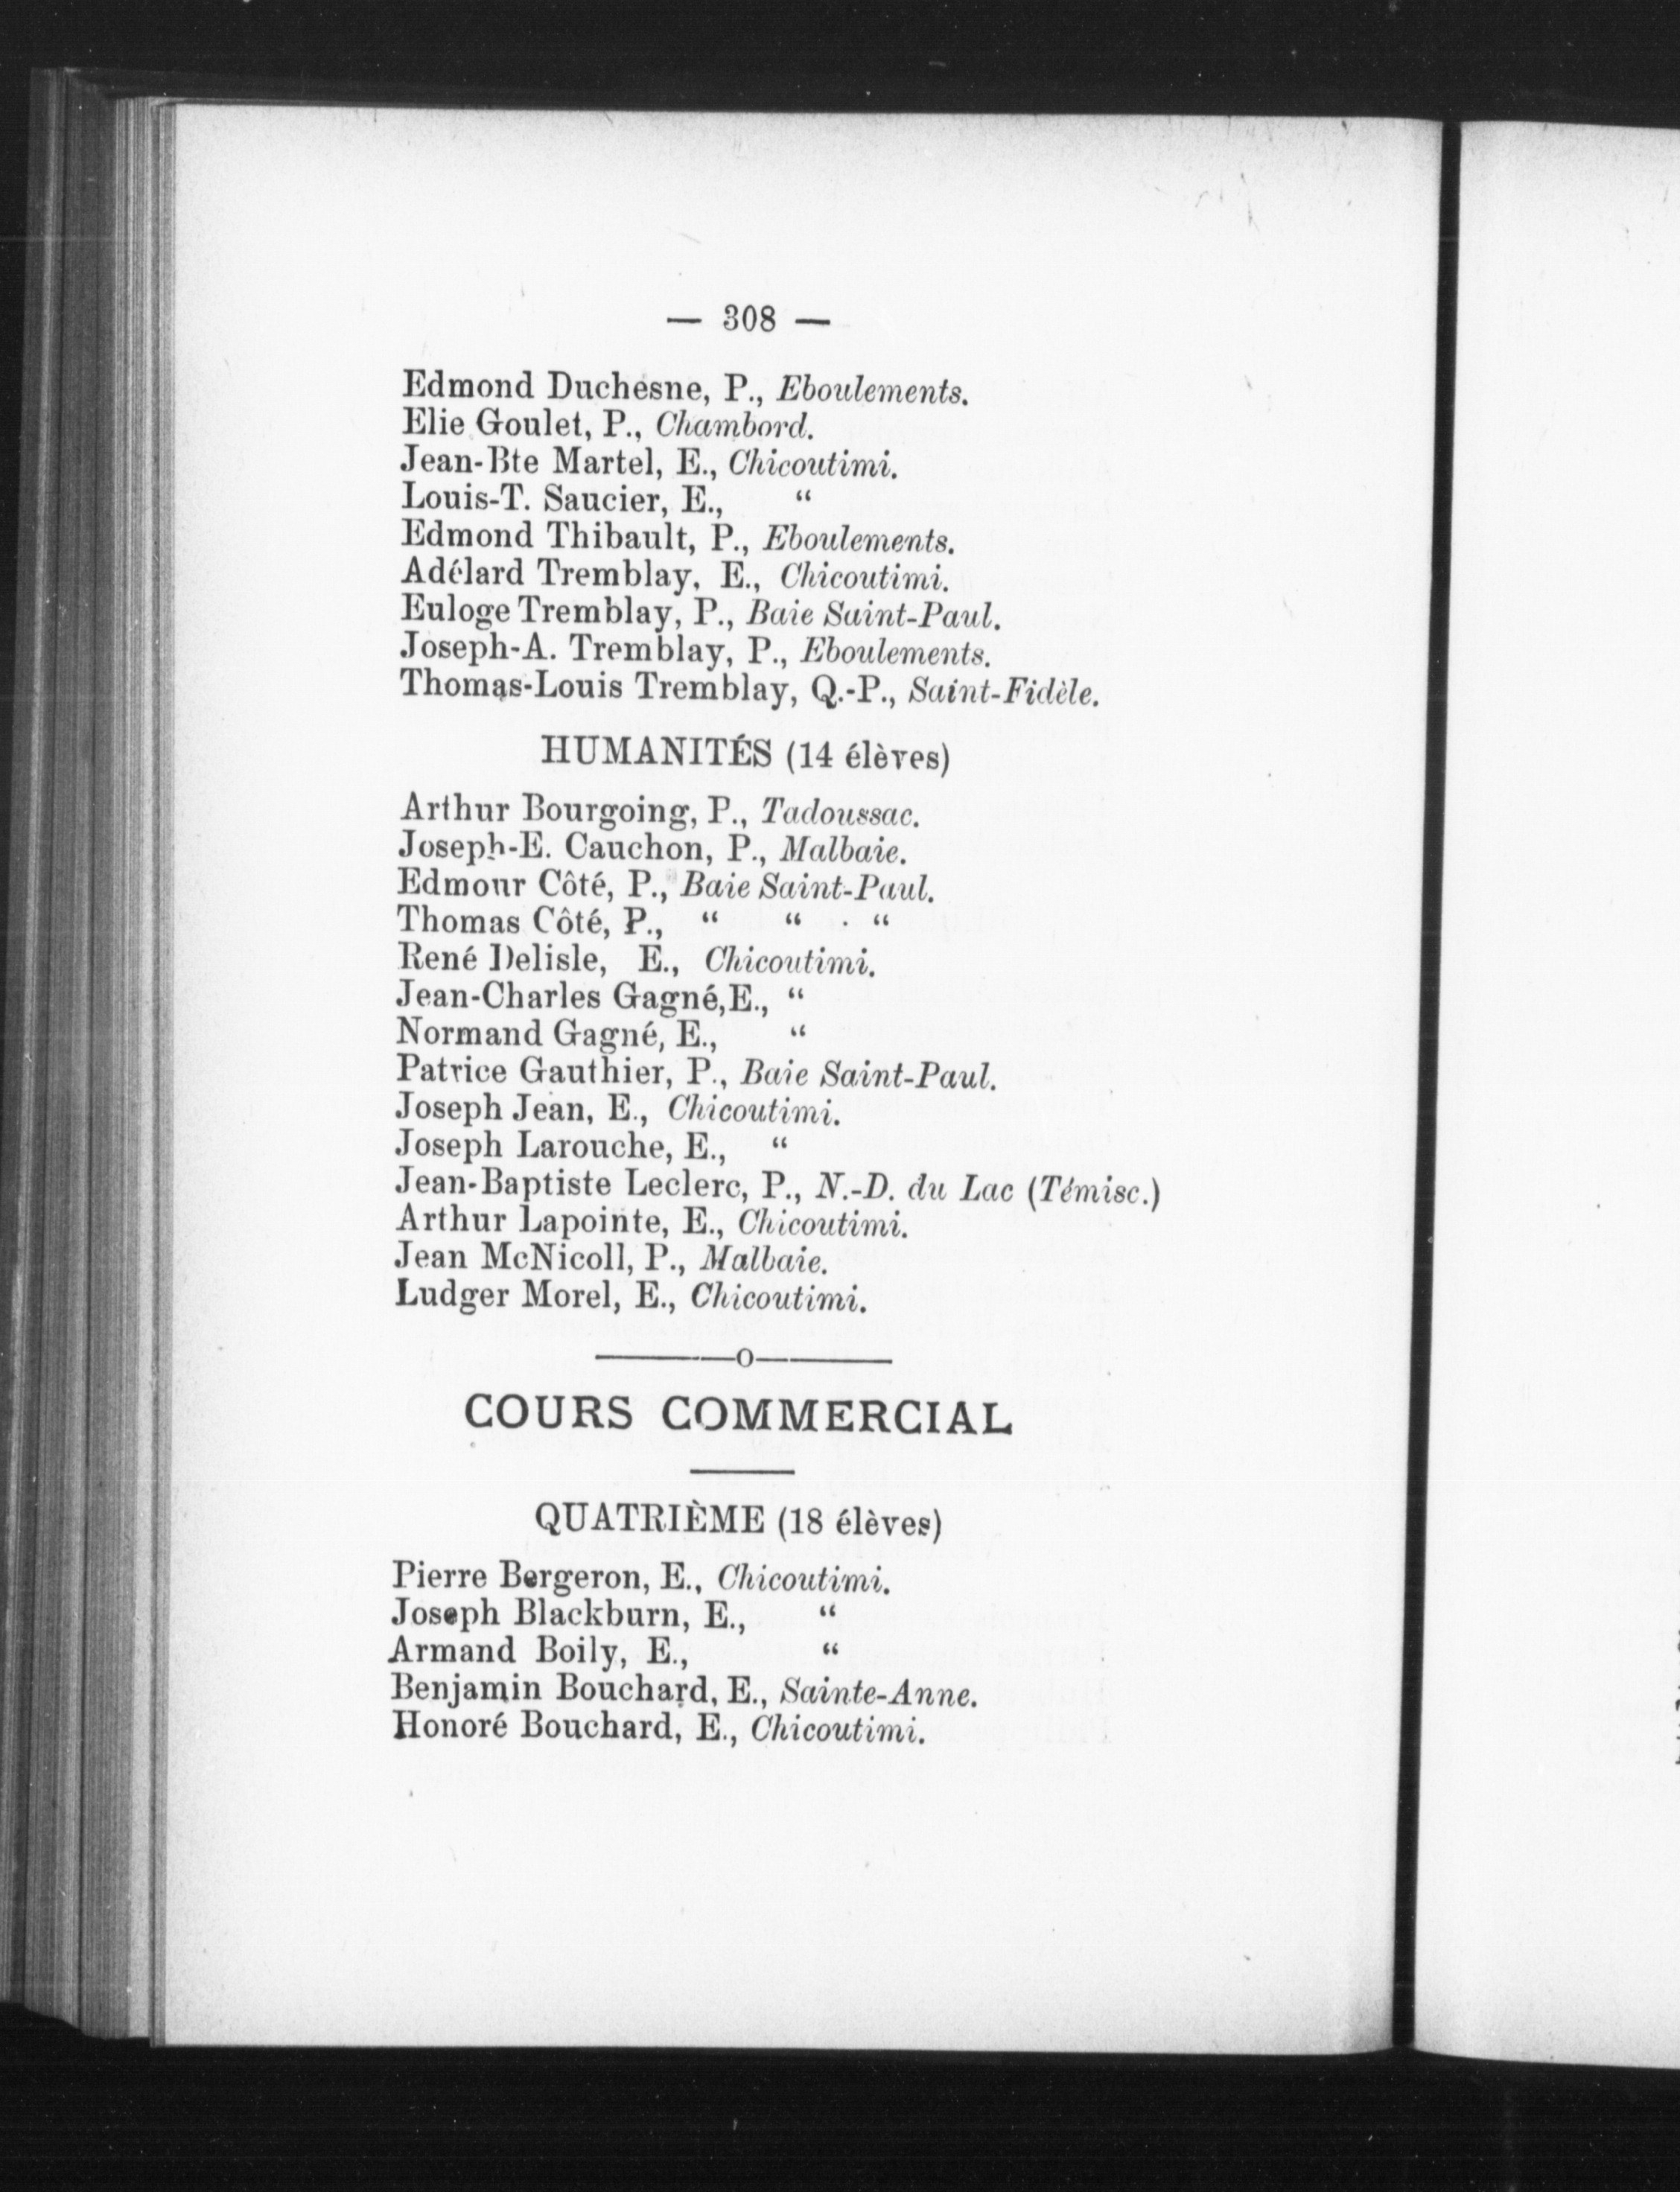 — 308 —
Edmond Duchesne, P., Eboulements.
Elie Goulet, P., Chambord.
Jean-Bte Martel, E., Chicoutimi.
Louis-T. Saucier, E., “
Edmond Thibault, P., Eboulements.
Adélard Tremblay, E., Chicoutimi.
Euloge Tremblay, P., Baie Saint-Paul.
Joseph-A. Tremblay, P., Eboulements.
Thomas-Louis Tremblay, Q.-P., Saint-Fidèle.
HUMANITÉS (14 élèves)
Arthur Bourgoing, P., Tadoussac.
Joseph-E. Cauchon, P., Malbaie.
Edmour Côté, P., Baie Saint-Paul.
Thomas Côté, P., “ “ “
René Delisle, E., Chicoutimi.
Jean-Charles Gagné,E., “
Normand Gagné, E., “
Patrice Gauthier, P., Baie Saint-Paul.
Joseph Jean, E., Chicoutimi.
Joseph Larouche, E., “
Jean-Baptiste Leclerc, P., N.-D. du Lac (Témisc.)
Arthur Lapointe, E., Chicoutimi.
Jean McNicoll, P., Malbaie.
Ludger Morel, E., Chicoutimi.
———o———
COURS COMMERCIAL
QUATRIÈME (18 élèves)
Pierre Bergeron, E., Chicoutimi.
Joseph Blackburn, E., “
Armand Boily, E., “
Benjamin Bouchard, E., Sainte-Anne.
Honoré Bouchard, E., Chicoutimi.